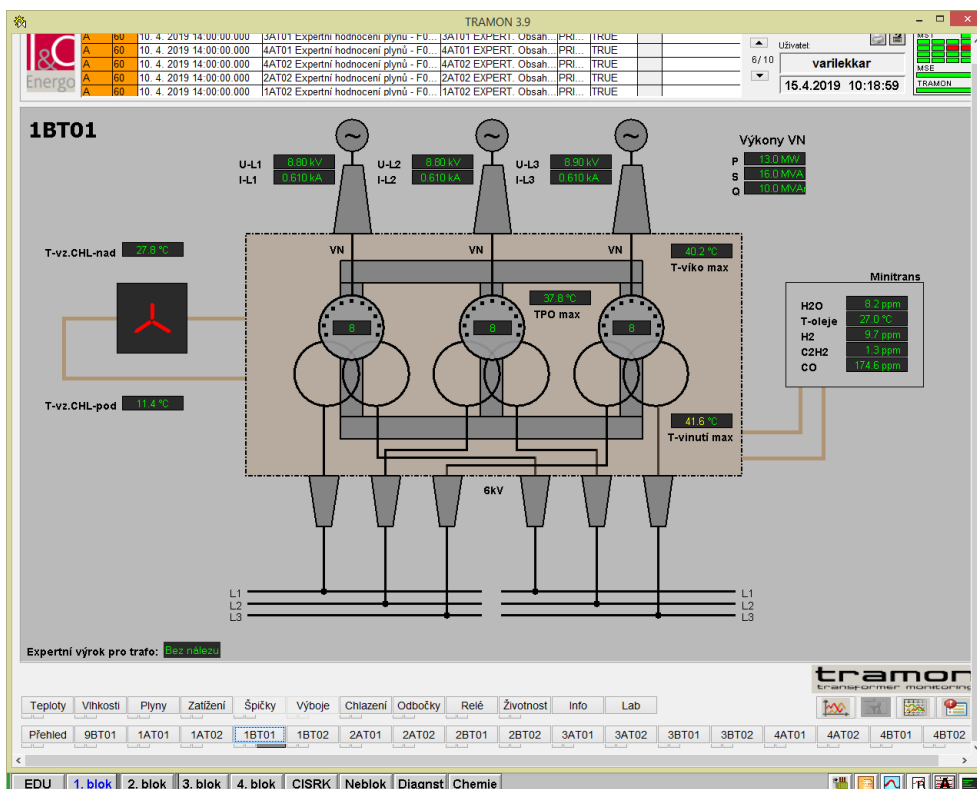 TRAMON 3.9
I&C
Energo
A 60 10. 4. 2019 14:00:00.000 3AT01 Expertní hodnocení plynů - F0... 3AT01 EXPERT. Obsah... PRI... TRUE
A 60 10. 4. 2019 14:00:00.000 4AT01 Expertní hodnocení plynů - F0... 4AT01 EXPERT. Obsah... PRI... TRUE
A 60 10. 4. 2019 14:00:00.000 4AT02 Expertní hodnocení plynů - F0... 4AT02 EXPERT. Obsah... PRI... TRUE
A 60 10. 4. 2019 14:00:00.000 2AT02 Expertní hodnocení plynů - F0... 2AT02 EXPERT. Obsah... PRI... TRUE
A 60 10. 4. 2019 14:00:00.000 1AT02 Expertní hodnocení plynů - F0... 1AT02 EXPERT. Obsah... PRI... TRUE
6/10
Uživatel
varilekkar
15.4.2019 10:18:59
MST
MSE
TRAMON
1BT01
U-L1 8.80 kV U-L2 8.80 kV U-L3 8.90 kV
I-L1 0.610 kA I-L2 0.610 kA I-L3 0.610 kA
Výkony VN
P 13.0 MW
S 16.0 MVA
Q 10.0 MVAr
T-vz.CHL-nad 27.8 °C
VN VN VN
40.2 °C
T-víko max
37.8 °C
TPO max
8 8 8
Minitrans
H2O 8.2 ppm
T-oleje 27.0 °C
H2 9.7 ppm
C2H2 1.3 ppm
CO 174.6 ppm
T-vz.CHL-pod 11.4 °C
41.6 °C
T-vinutí max
6kV
L1 L1
L2 L2
L3 L3
Expertní výrok pro trafo: Bez nálezu
tramon
transformer monitoring
Teploty Vlhkosti Plyny Zatížení Špičky Výboje Chlazení Odbočky Relé Životnost Info Lab
Přehled 9BT01 1AT01 1AT02 1BT01 1BT02 2AT01 2AT02 2BT01 2BT02 3AT01 3AT02 3BT01 3BT02 4AT01 4AT02 4BT01 4BT02
EDU 1. blok 2. blok 3. blok 4. blok CISRK Neblok Diagnst Chemie